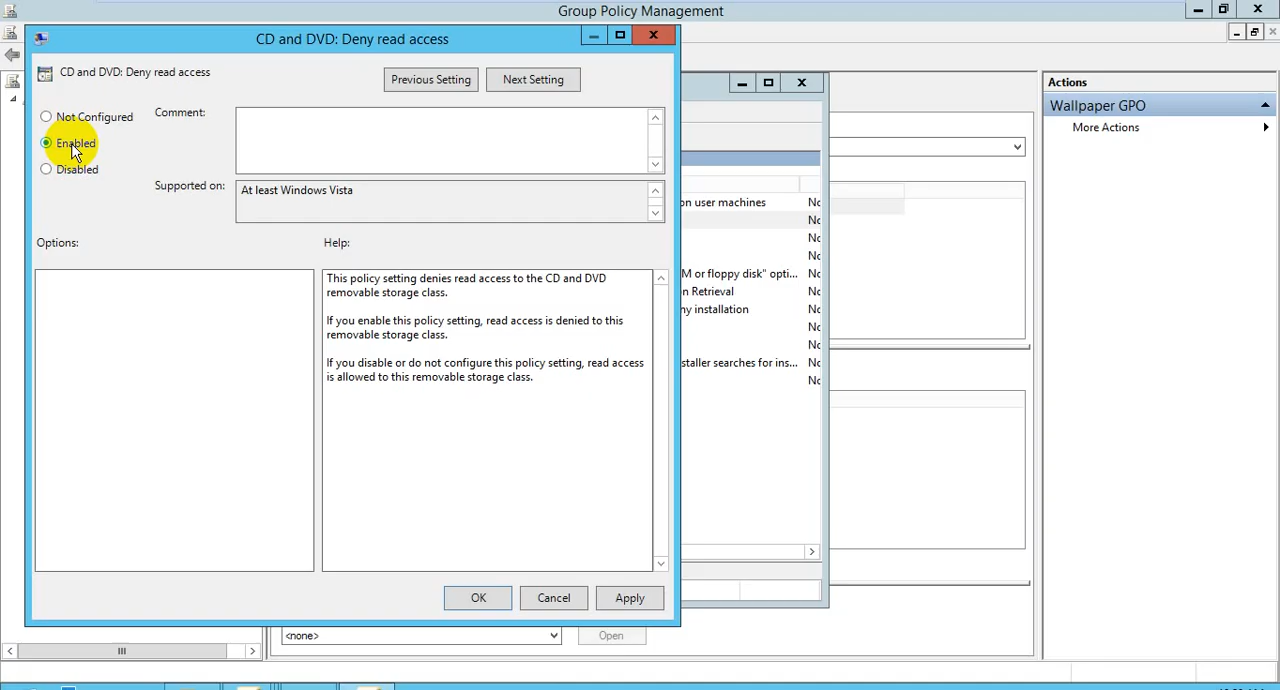 Group Policy Management
CD and DVD: Deny read access
CD and DVD: Deny read access
Previous Setting
Next Setting
Not Configured
Enabled
Disabled
Comment:
Supported on:
At least Windows Vista
Options:
Help:
This policy setting denies read access to the CD and DVD
removable storage class.
If you enable this policy setting, read access is denied to this
removable storage class.
If you disable or do not configure this policy setting, read access
is allowed to this removable storage class.
OK
Cancel
Apply
on user machines
M or floppy disk" opti...
n Retrieval
ny installation
staller searches for ins...
<none>
Open
Actions
Wallpaper GPO
More Actions